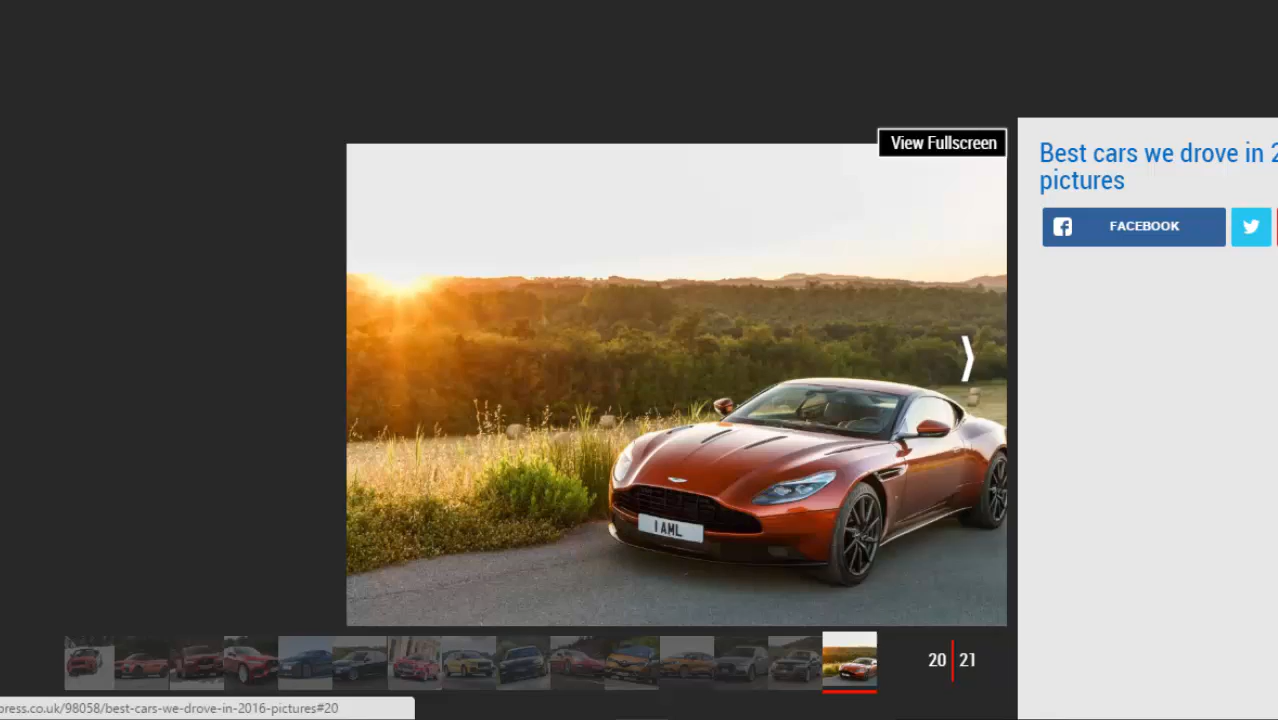 View Fullscreen
Best cars we drove in 2
pictures
FACEBOOK
1 AML
20 21
press.co.uk/98058/best-cars-we-drove-in-2016-pictures#20